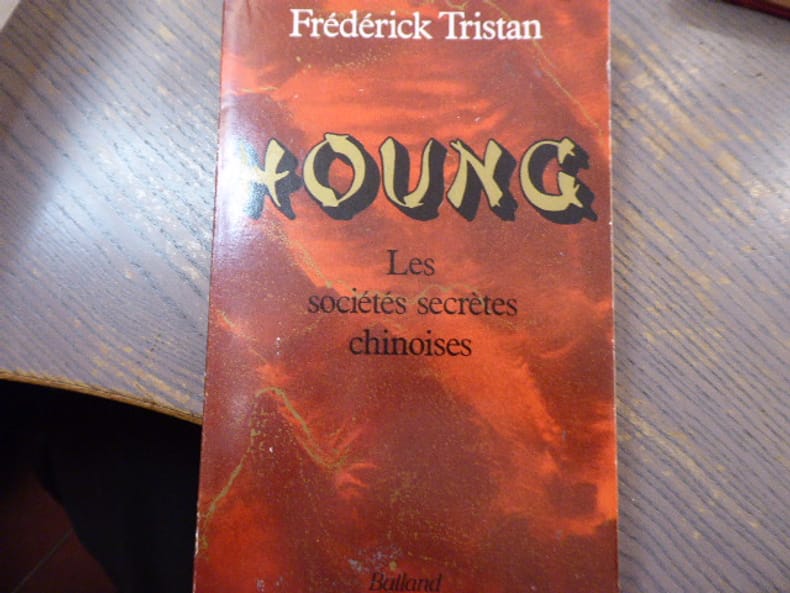 Frédérick Tristan
HOUNG
Les
sociétés secrètes
chinoises
Balland